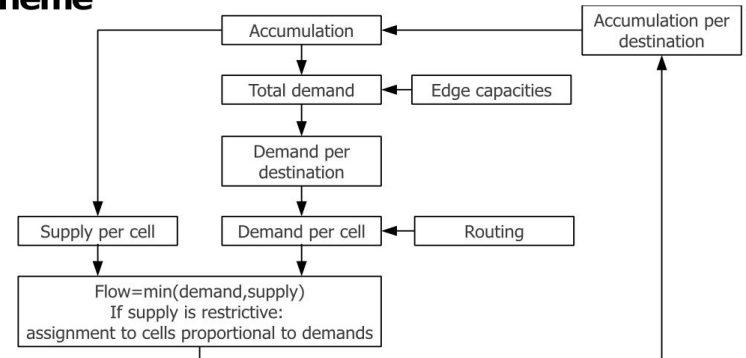 Accumulation
Accumulation per
destination
Total demand
Edge capacities
Demand per
destination
Supply per cell
Demand per cell
Routing
Flow=min(demand,supply)
If supply is restrictive:
assignment to cells proportional to demands